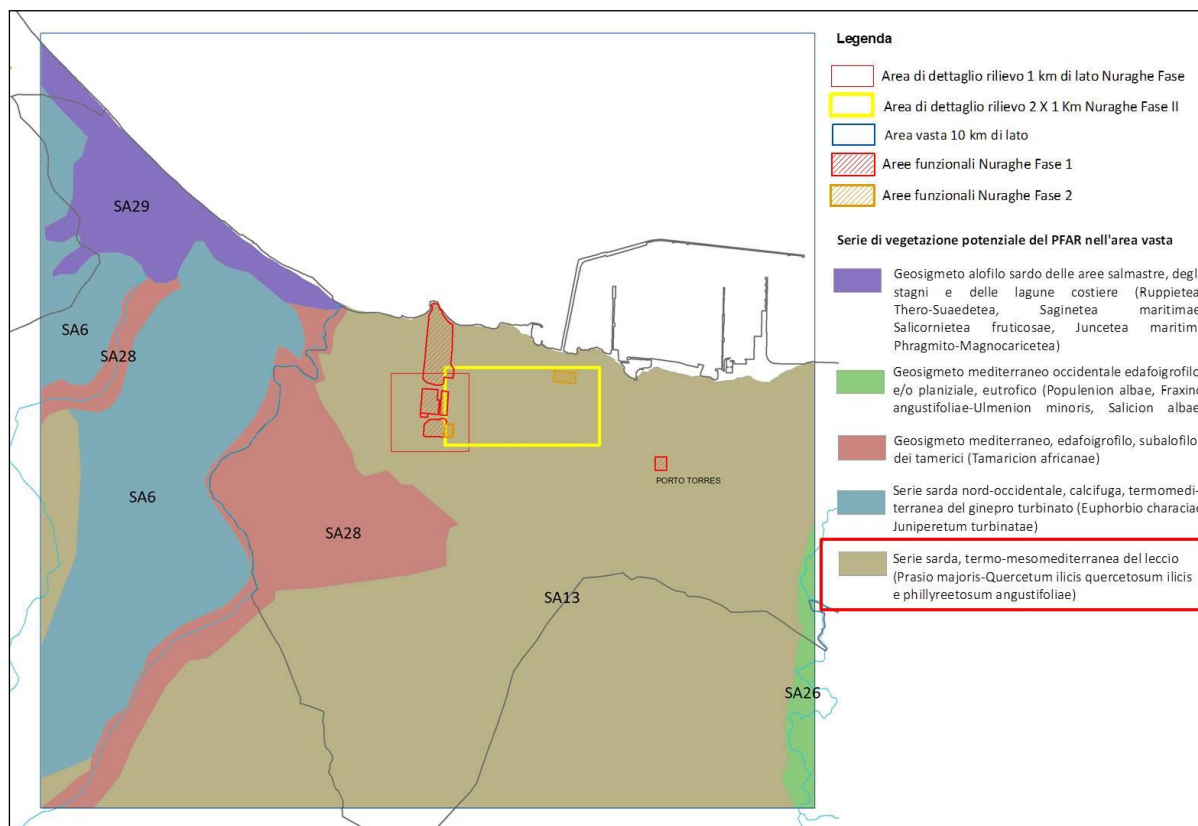 Legenda
Area di dettaglio rilievo 1 km di lato Nuraghe Fase
Area di dettaglio rilievo 2 X 1 Km Nuraghe Fase II
Area vasta 10 km di lato
Aree funzionali Nuraghe Fase 1
Aree funzionali Nuraghe Fase 2
Serie di vegetazione potenziale del PFAR nell'area vasta
Geosigmeto alofilo sardo delle aree salmastre, degl
stagni e delle lagune costiere (Ruppietea
Thero-Suaedetea, Saginetea maritimae
Salicornietea fruticosae, Juncetea maritim
Phragmito-Magnocaricetea)
Geosigmeto mediterraneo occidentale edafoigrofilo
e/o planiziale, eutrofico (Populenion albae, Fraxino
angustifoliae-Ulmenion minoris, Salicion albae
Geosigmeto mediterraneo, edafoigrofilo, subalofilo
dei tamerici (Tamaricion africanae)
Serie sarda nord-occidentale, calcifuga, termomedi-
terranea del ginepro turbinato (Euphorbio characiae
Juniperetum turbinatae)
Serie sarda, termo-mesomediterranea del leccio
(Prasio majoris-Quercetum ilicis quercetosum ilicis
e phillyreetosum angustifoliae)
SA29
SA6
SA28
SA6
SA28
PORTO TORRES
SA13
SA26